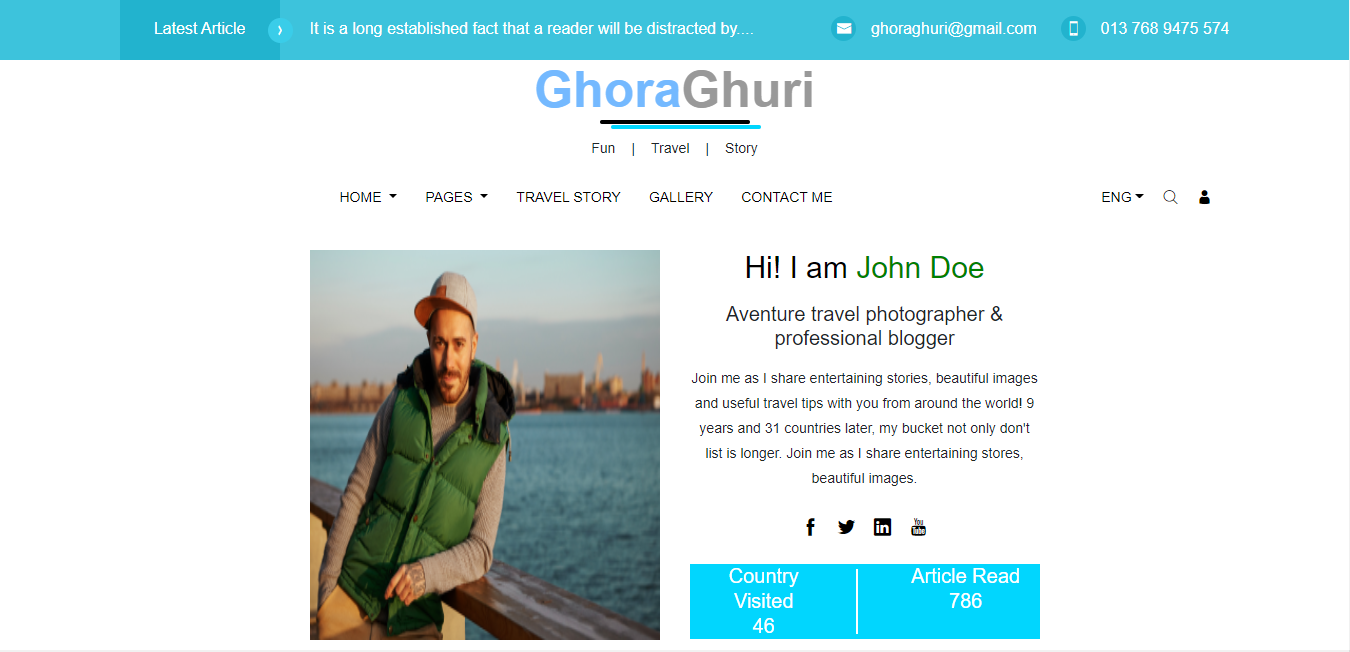 Latest Article › It is a long established fact that a reader will be distracted by.... ghoraghuri@gmail.com 013 768 9475 574
GhoraGhuri
Fun | Travel | Story
HOME PAGES TRAVEL STORY GALLERY CONTACT ME ENG
Hi! I am John Doe
Aventure travel photographer &
professional blogger
Join me as I share entertaining stories, beautiful images
and useful travel tips with you from around the world! 9
years and 31 countries later, my bucket not only don't
list is longer. Join me as I share entertaining stores,
beautiful images.
You Tube
Country
Visited
46
Article Read
786